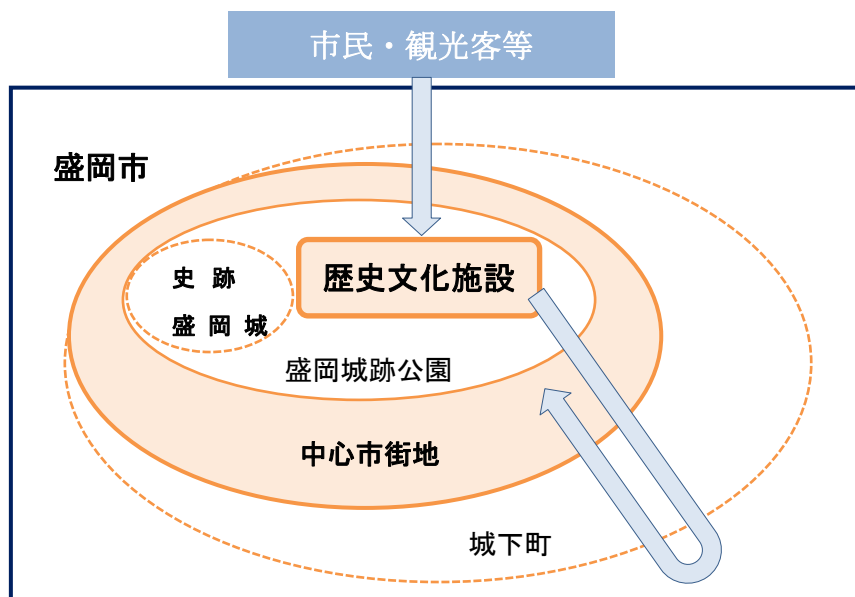 市民・観光客等
盛岡市
歴史文化施設
史 跡
盛 岡 城
盛岡城跡公園
中心市街地
城下町